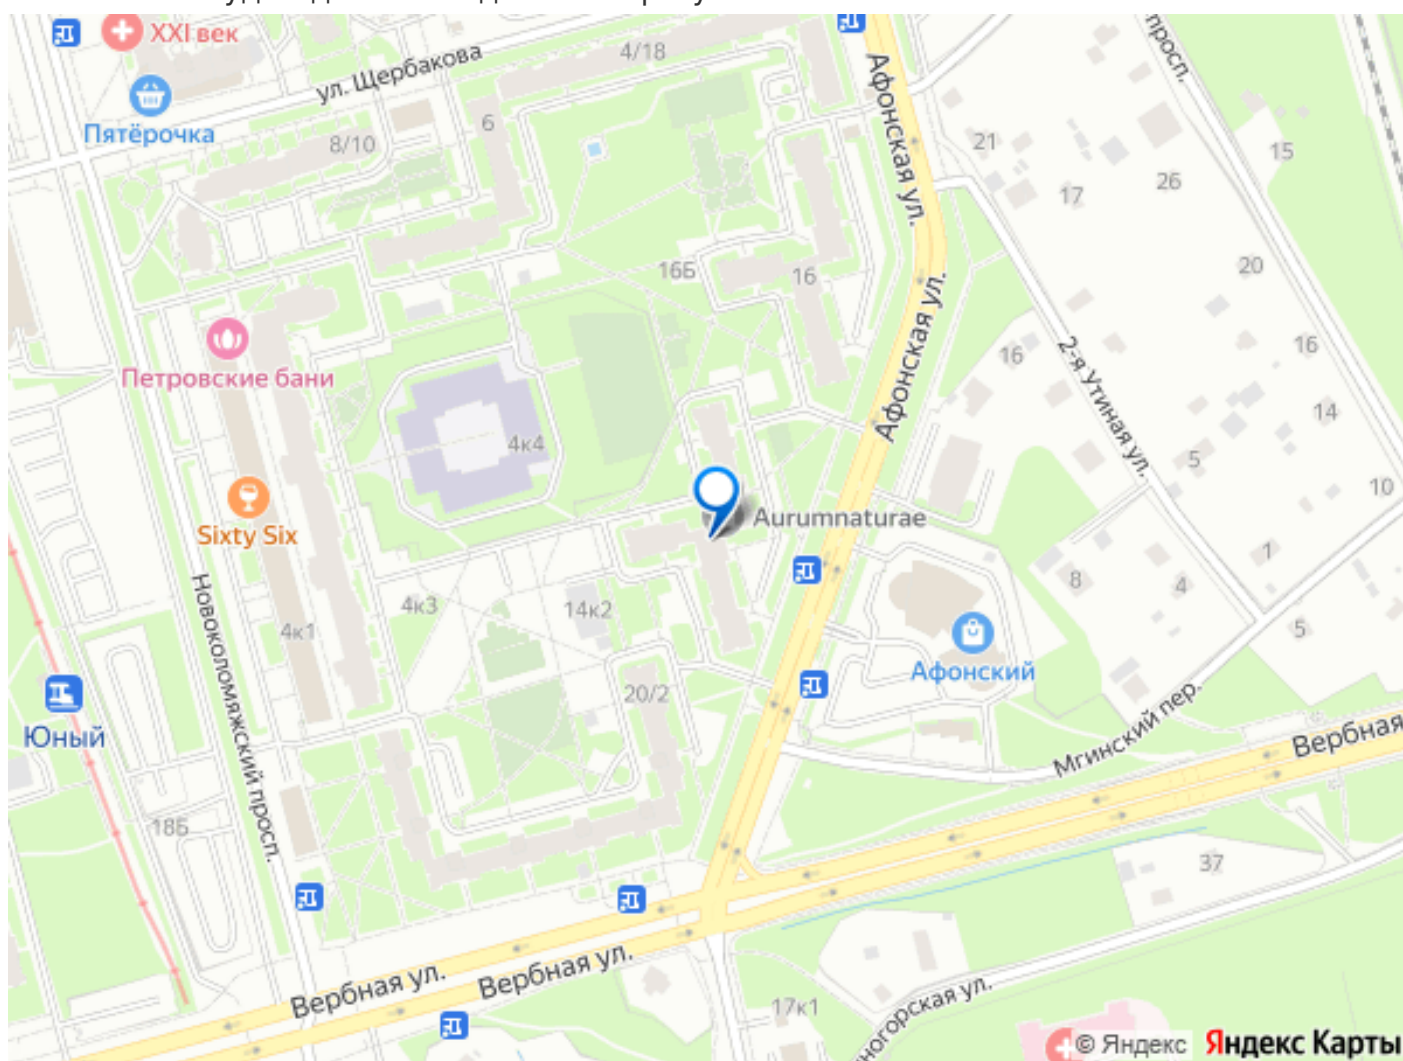 XXI век
Пятёрочка
ул. Щербакова
4/18
6
8/10
Афонская ул.
просп.
21
15
17
26
20
16Б
16
Афонская ул.
16
16
2-я Утиная ул.
14
Петровские бани
4к4
5
10
Sixty Six
Aurumnaturae
1
8
4
5
Новоколомяжский просп.
4к1
4к3
14к2
Афонский
20/2
Юный
Мгинский пер.
Вербная
18Б
37
Вербная ул.
Вербная ул.
17к1
ногорская ул.
© Яндекс Яндекс Карты